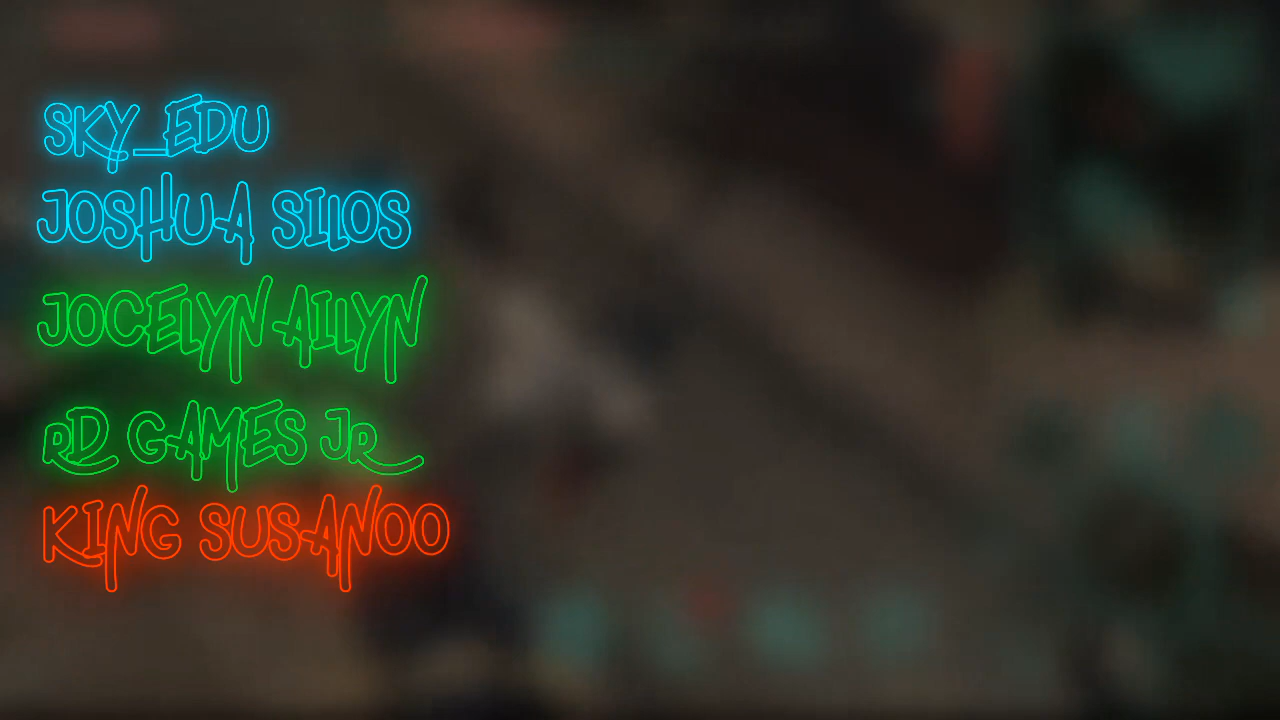 SKY_EDU
JOSHUA SILOS
JOCELYN AILYN
RD GAMES JR
KING SUSANOO